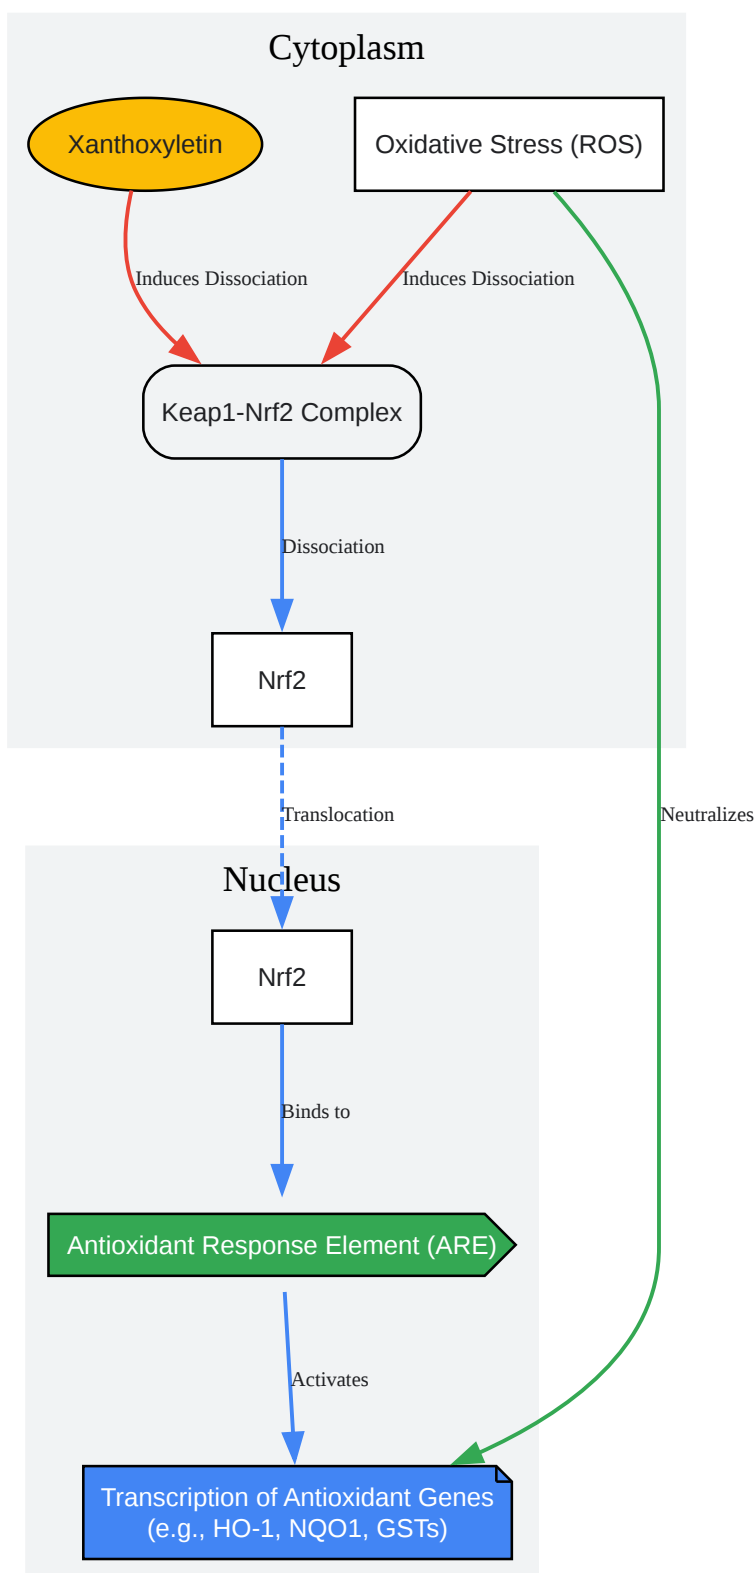 Cytoplasm
Xanthoxyletin
Oxidative Stress (ROS)
Induces Dissociation
Induces Dissociation
Keap1-Nrf2 Complex
Dissociation
Nrf2
Translocation
Neutralizes
Nucleus
Nrf2
Binds to
Antioxidant Response Element (ARE)
Activates
Transcription of Antioxidant Genes
(e.g., HO-1, NQO1, GSTs)